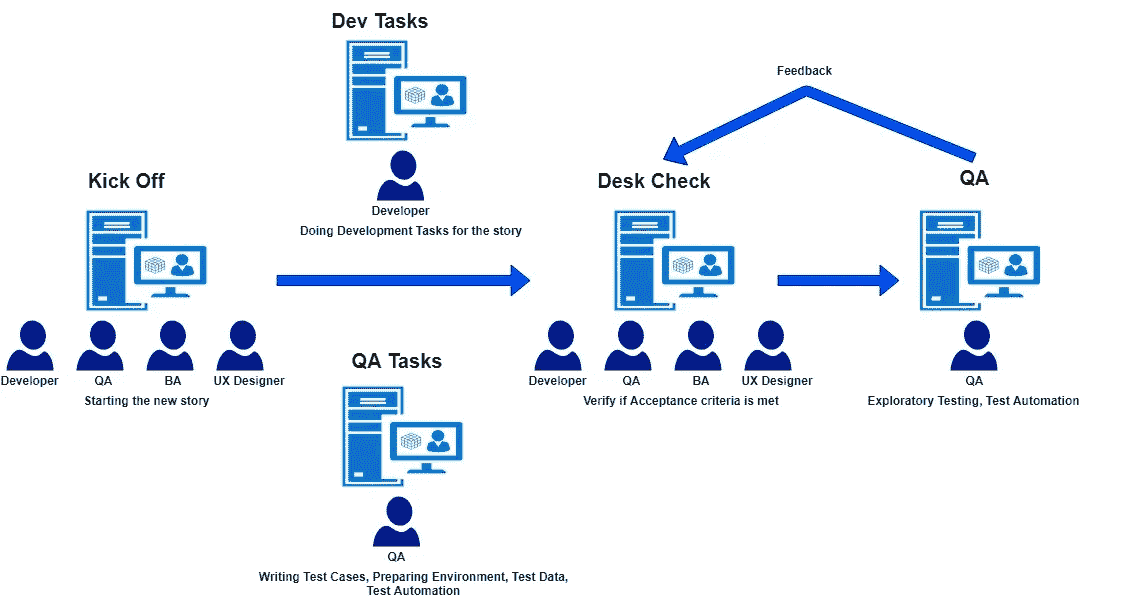 Dev Tasks
Developer
Doing Development Tasks for the story
Feedback
Kick Off
Developer
QA
BA
UX Designer
Starting the new story
QA Tasks
QA
Writing Test Cases, Preparing Environment, Test Data,
Test Automation
Desk Check
Developer
QA
BA
UX Designer
Verify if Acceptance criteria is met
QA
QA
Exploratory Testing, Test Automation